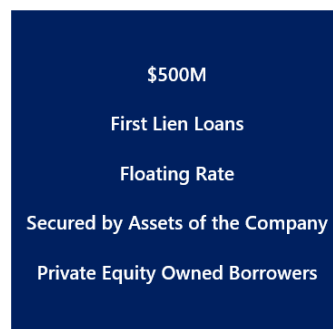 $500M
First Lien Loans
Floating Rate
Secured by Assets of the Company
Private Equity Owned Borrowers